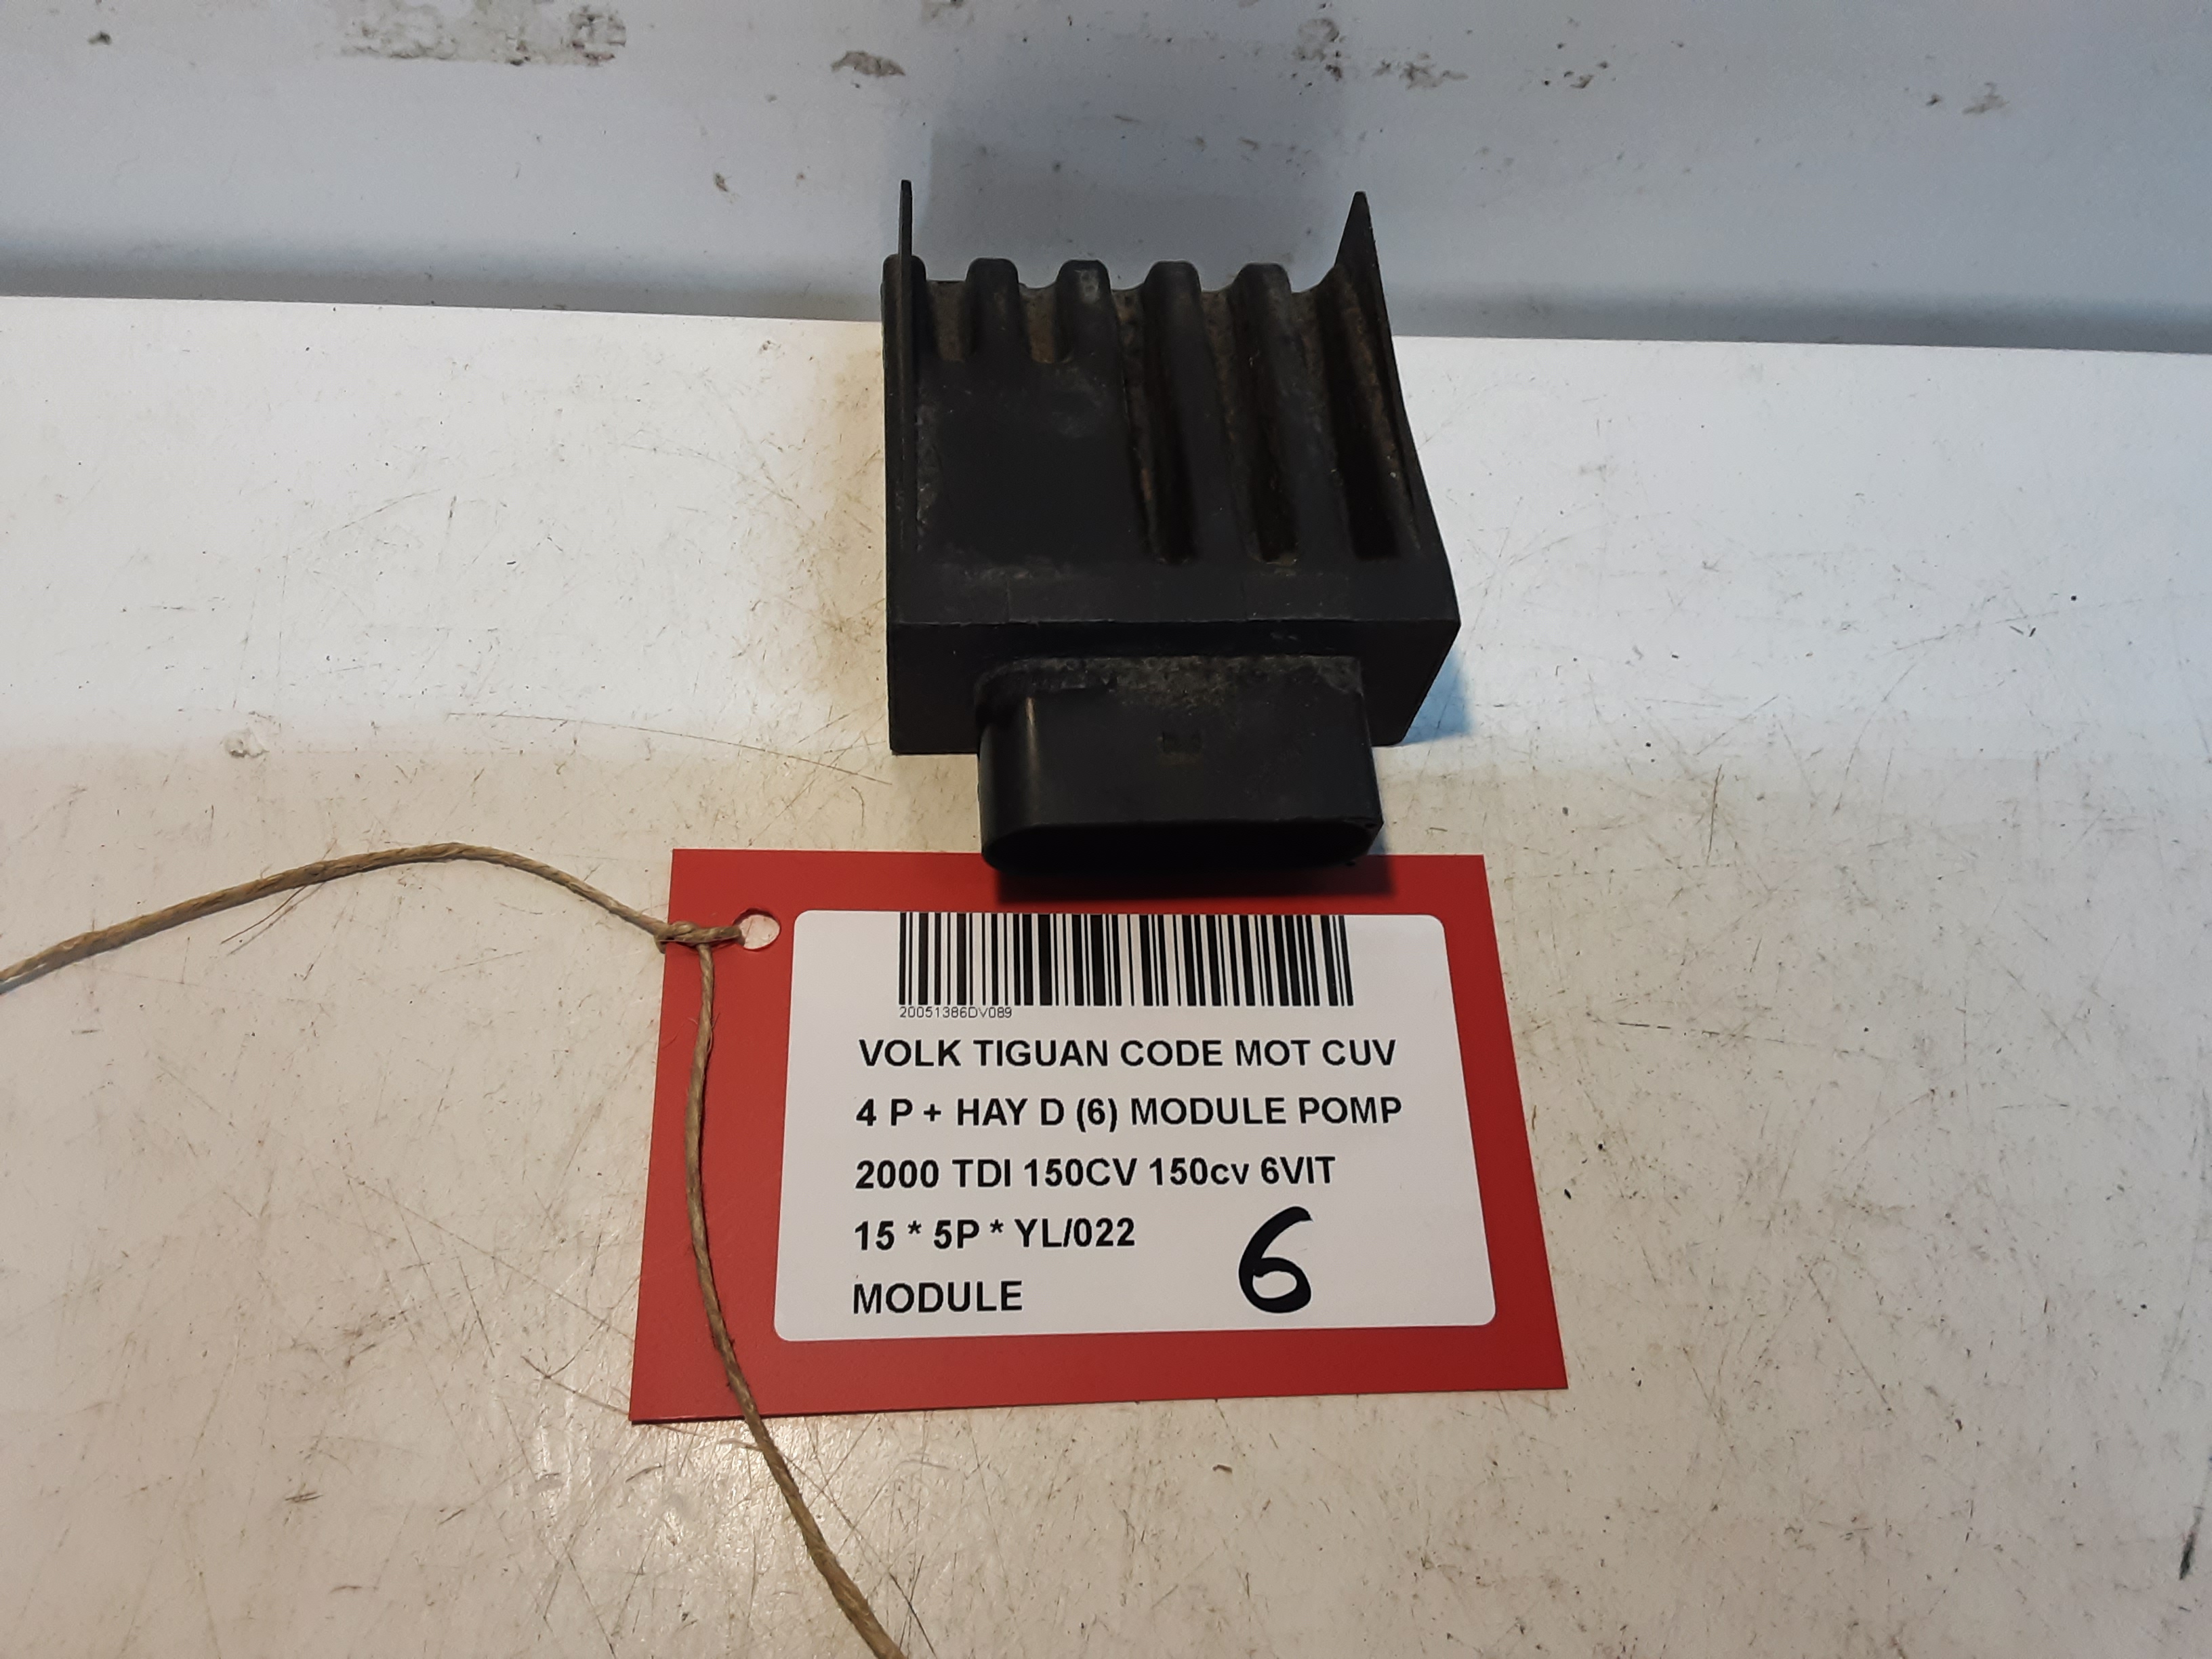 20051386DV089
VOLK TIGUAN CODE MOT CUV
4 P + HAY D (6) MODULE POMP
2000 TDI 150CV 150cv 6VIT
15 * 5P * YL/022
MODULE 6